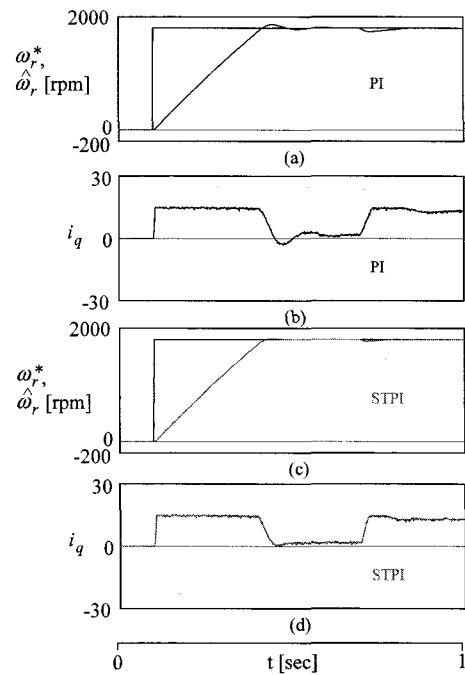 2000
ω_r^*,
ω̂_r [rpm]
PI
0
-200
(a)
30
i_q 0
PI
-30
(b)
2000
ω_r^*,
ω̂_r [rpm]
STPI
0
-200
(c)
30
i_q 0
STPI
-30
(d)
0 t [sec] 1